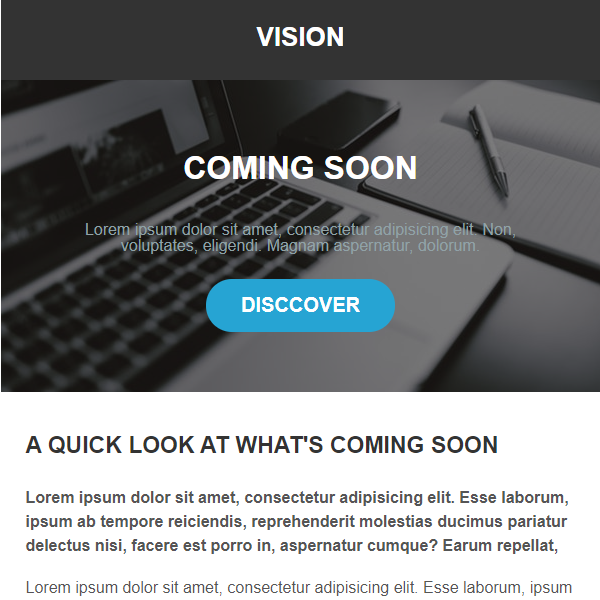 VISION
COMING SOON
Lorem ipsum dolor sit amet, consectetur adipisicing elit. Non,
voluptates, eligendi. Magnam aspernatur, dolorum.
DISCCOVER
A QUICK LOOK AT WHAT'S COMING SOON
Lorem ipsum dolor sit amet, consectetur adipisicing elit. Esse laborum,
ipsum ab tempore reiciendis, reprehenderit molestias ducimus pariatur
delectus nisi, facere est porro in, aspernatur cumque? Earum repellat,
Lorem ipsum dolor sit amet, consectetur adipisicing elit. Esse laborum, ipsum